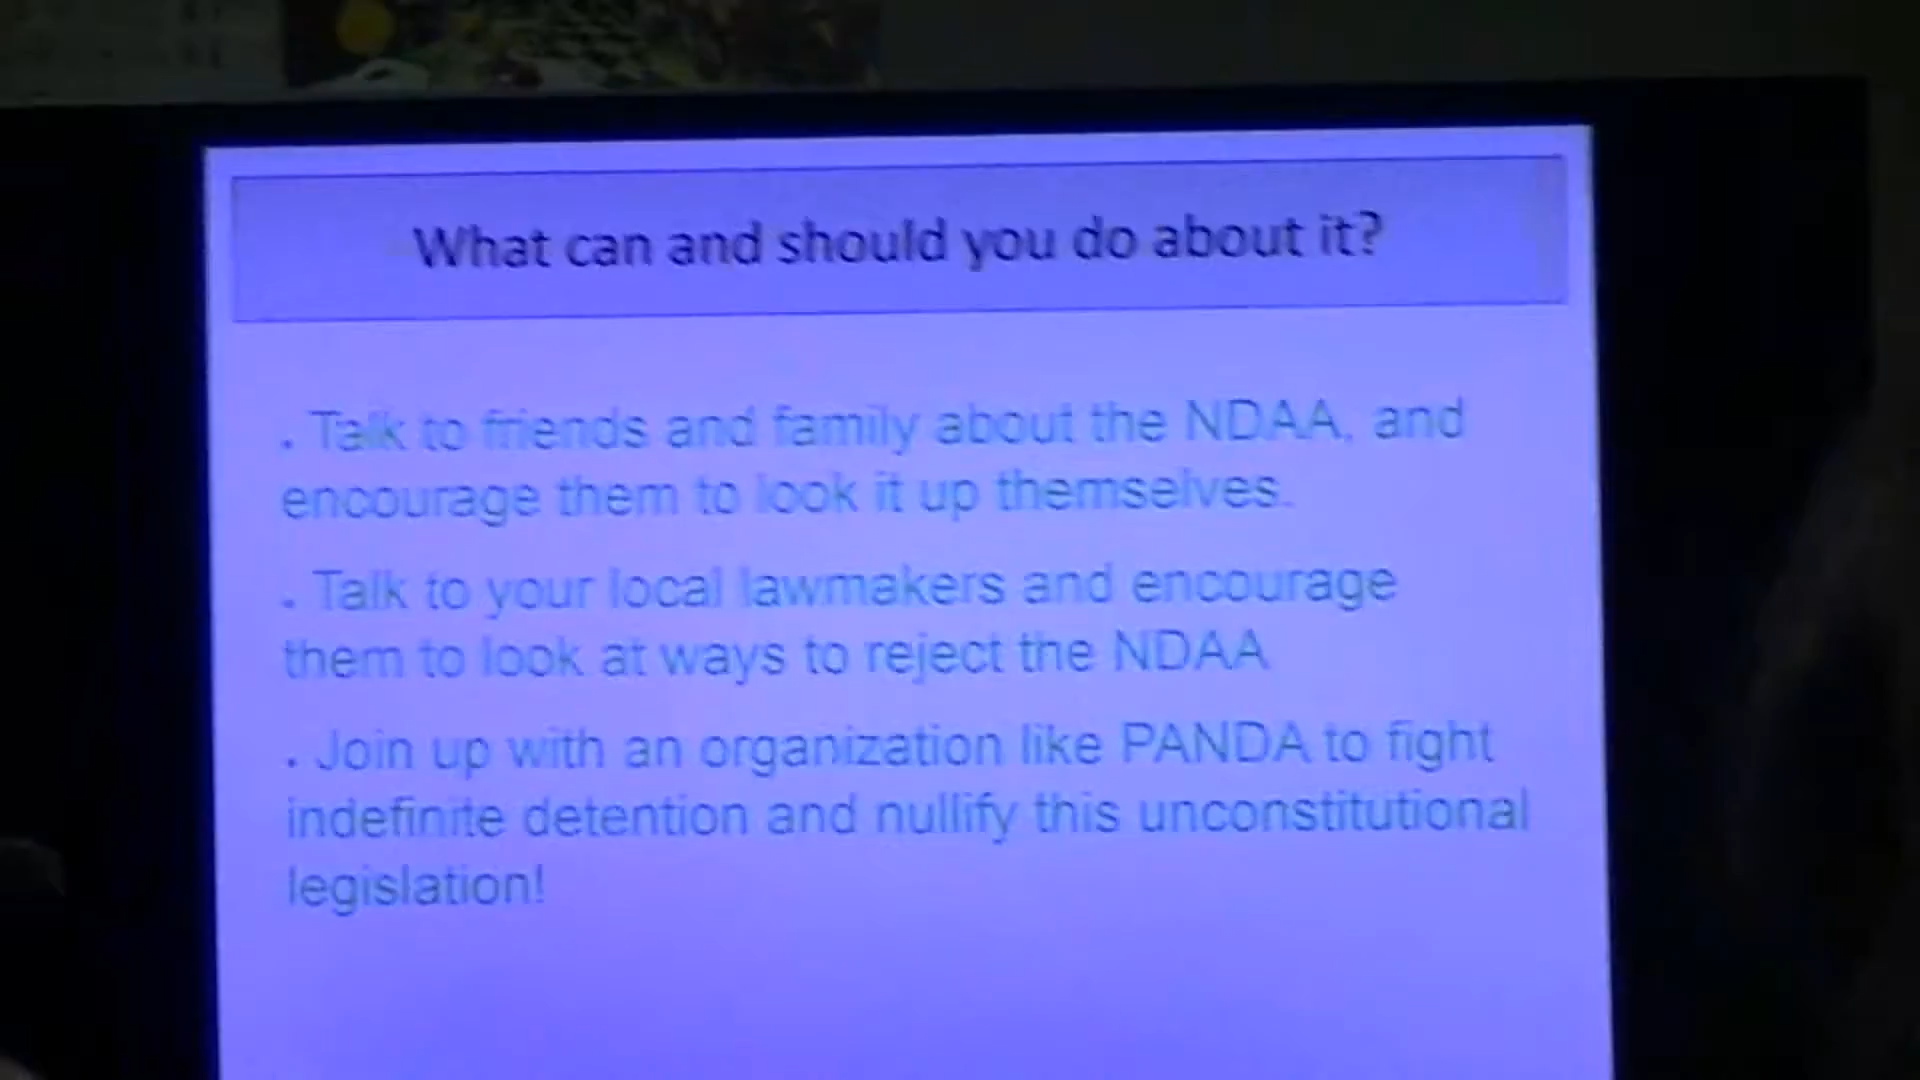 What can and should you do about it?
. Talk to friends and family about the NDAA, and
encourage them to look it up themselves.
. Talk to your local lawmakers and encourage
them to look at ways to reject the NDAA
. Join up with an organization like PANDA to fight
indefinite detention and nullify this unconstitutional
legislation!